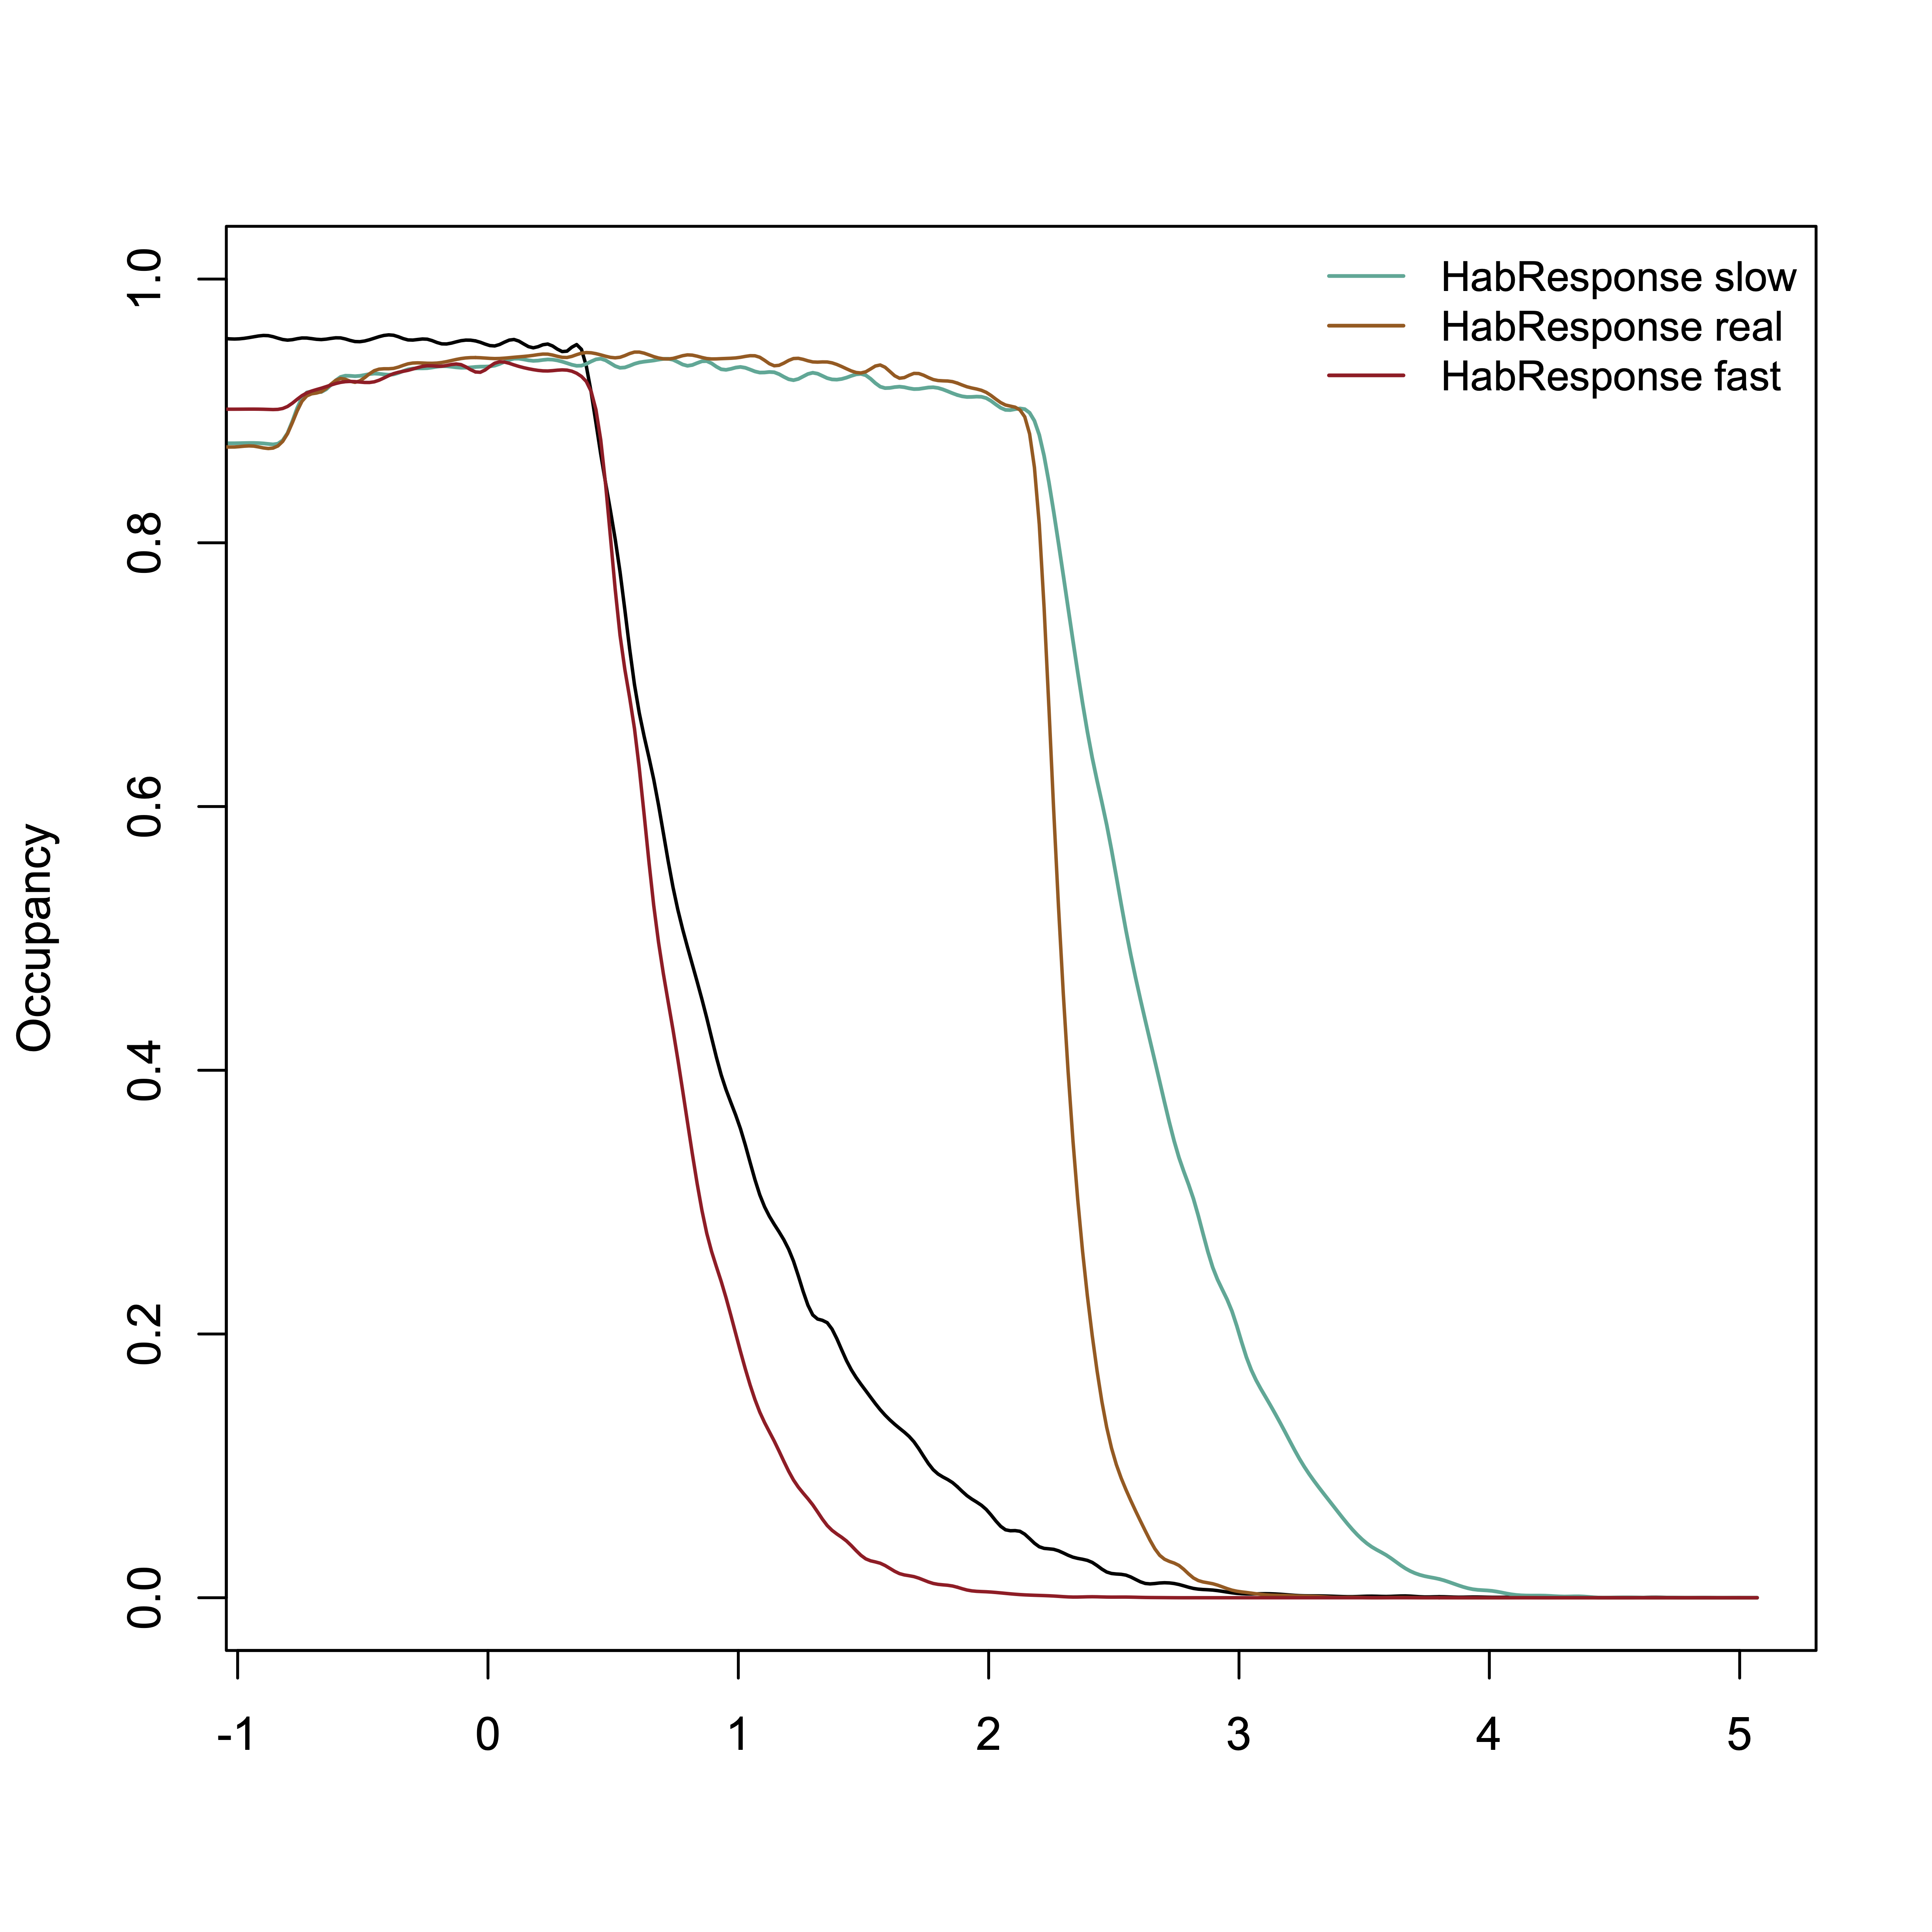 HabResponse slow
HabResponse real
HabResponse fast
Occupancy
1.0
0.8
0.6
0.4
0.2
0.0
-1 0 1 2 3 4 5